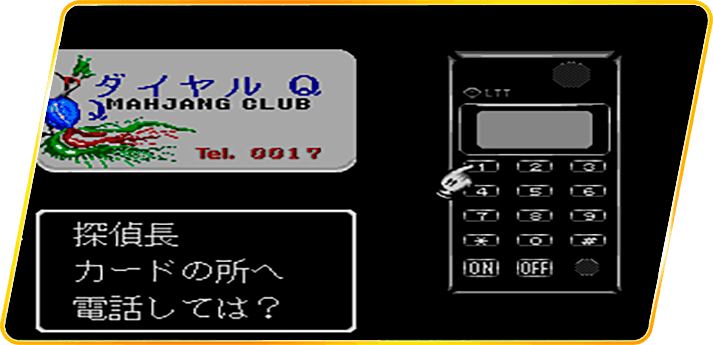 ダイヤル Q
MAHJANG CLUB
Tel. 0017
探偵長
カードの所へ
電話しては？
LTT
1 2 3
4 5 6
7 8 9
* 0 #
ON OFF